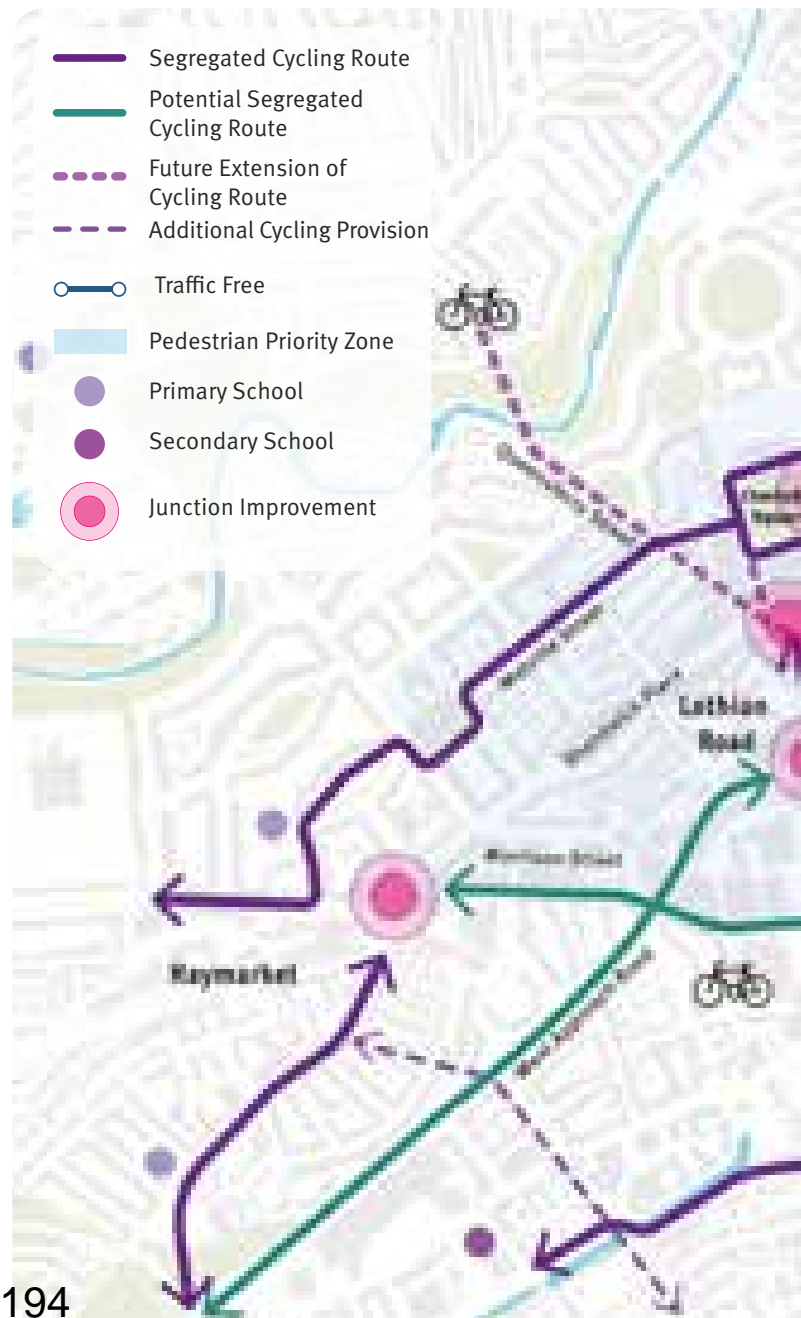 Segregated Cycling Route
Potential Segregated
Cycling Route
Future Extension of
Cycling Route
Additional Cycling Provision
Traffic Free
Pedestrian Priority Zone
Primary School
Secondary School
Junction Improvement
Lothian
Road
Morrison Street
Haymarket
194